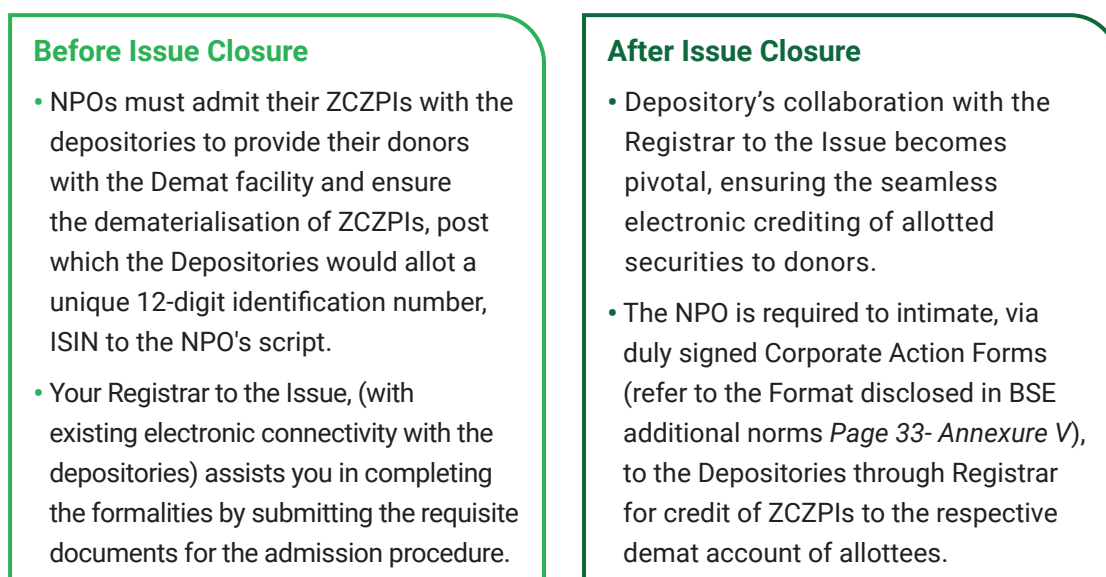 Before Issue Closure
• NPOs must admit their ZCZPIs with the
depositories to provide their donors
with the Demat facility and ensure
the dematerialisation of ZCZPIs, post
which the Depositories would allot a
unique 12-digit identification number,
ISIN to the NPO's script.
• Your Registrar to the Issue, (with
existing electronic connectivity with the
depositories) assists you in completing
the formalities by submitting the requisite
documents for the admission procedure.
After Issue Closure
• Depository’s collaboration with the
Registrar to the Issue becomes
pivotal, ensuring the seamless
electronic crediting of allotted
securities to donors.
• The NPO is required to intimate, via
duly signed Corporate Action Forms
(refer to the Format disclosed in BSE
additional norms Page 33- Annexure V),
to the Depositories through Registrar
for credit of ZCZPIs to the respective
demat account of allottees.